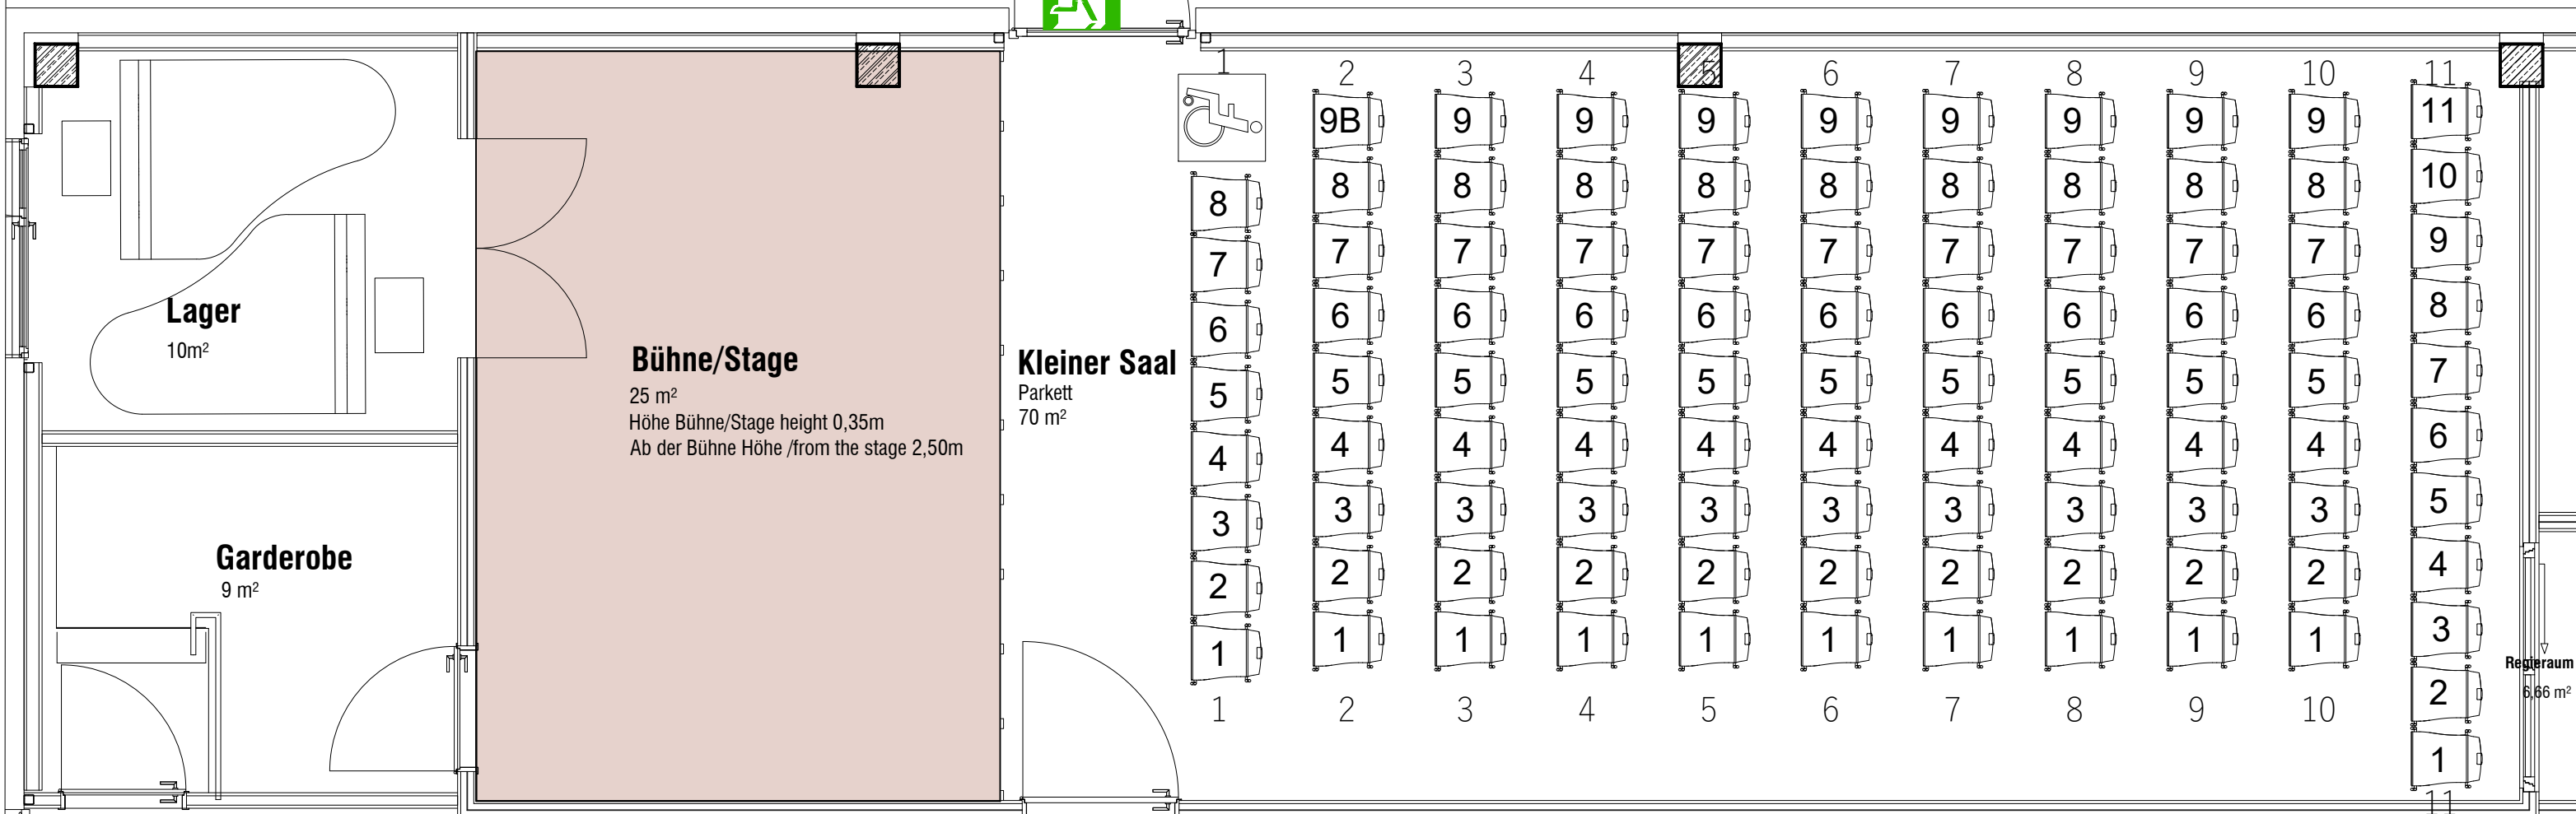 Lager
10m²
Garderobe
9 m²
Bühne/Stage
25 m²
Höhe Bühne/Stage height 0,35m
Ab der Bühne Höhe /from the stage 2,50m
Kleiner Saal
Parkett
70 m²
1 2 3 4 5 6 7 8 9 10 11
9B 9 9 9 9 9 9 9 9 11
8 8 8 8 8 8 8 8 8 8 10
7 7 7 7 7 7 7 7 7 7 9
6 6 6 6 6 6 6 6 6 6 8
5 5 5 5 5 5 5 5 5 5 7
4 4 4 4 4 4 4 4 4 4 6
3 3 3 3 3 3 3 3 3 3 5
2 2 2 2 2 2 2 2 2 2 4
1 1 1 1 1 1 1 1 1 1 3
2
1
1 2 3 4 5 6 7 8 9 10 11
Regieraum
6,66 m²